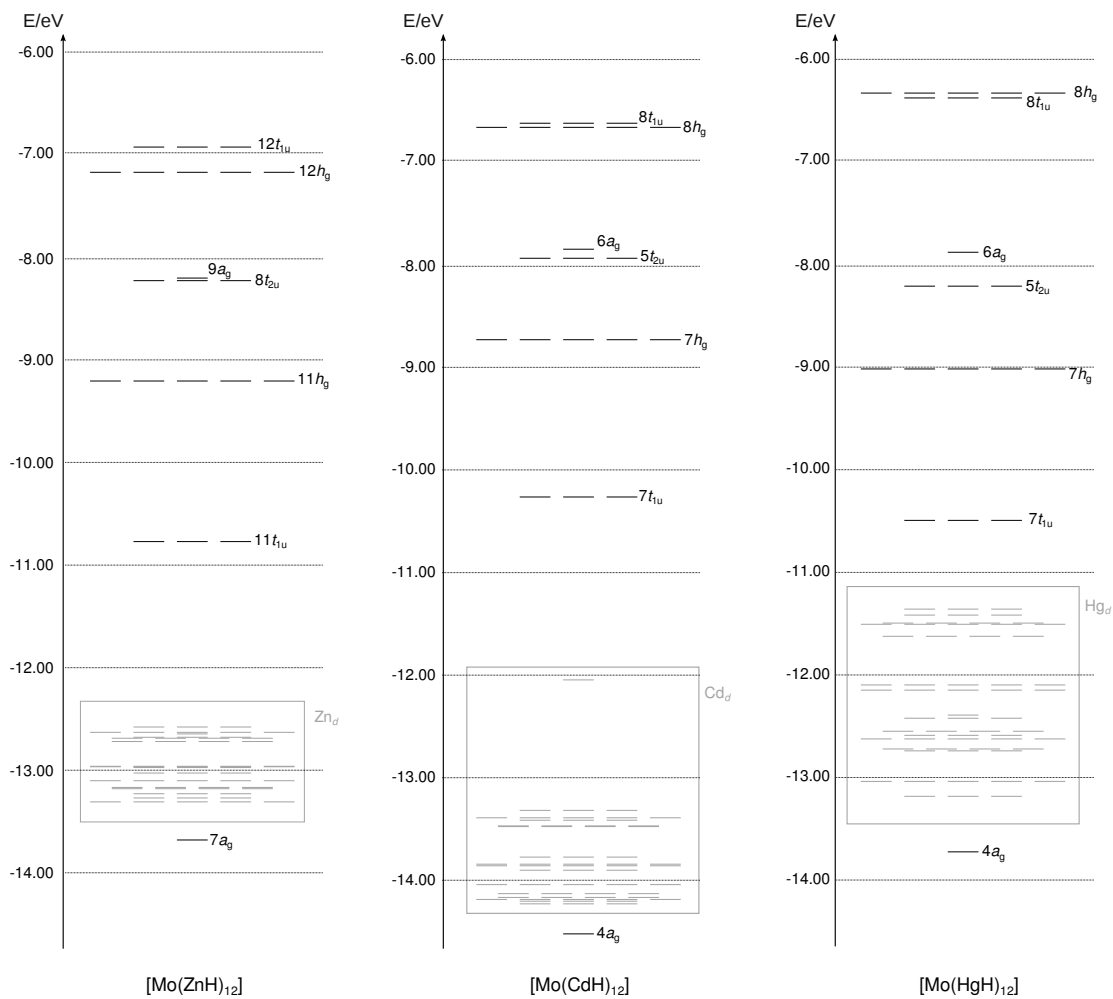 E/eV
-6.00
12t1u
-7.00
12hg
-8.00
9ag
8t2u
-9.00
11hg
-10.00
11t1u
-11.00
-12.00
Znd
-13.00
7ag
-14.00
[Mo(ZnH)12]
E/eV
-6.00
8t1u
8hg
-7.00
6ag
5t2u
-8.00
7hg
-9.00
-10.00
7t1u
-11.00
-12.00
Cdd
-13.00
-14.00
4ag
[Mo(CdH)12]
E/eV
-6.00
8hg
8t1u
-7.00
6ag
-8.00
5t2u
-9.00
7hg
-10.00
7t1u
-11.00
Hgd
-12.00
-13.00
4ag
-14.00
[Mo(HgH)12]